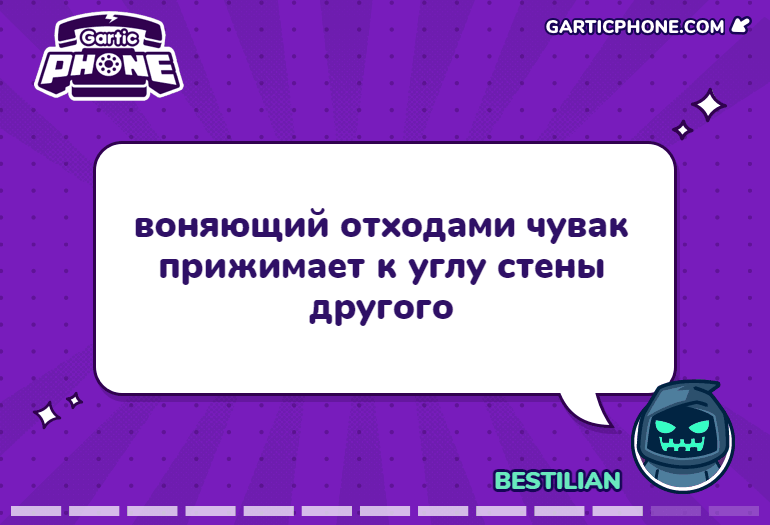 Gartic
PHONE
GARTICPHONE.COM
воняющий отходами чувак
прижимает к углу стены
другого
BESTILIAN